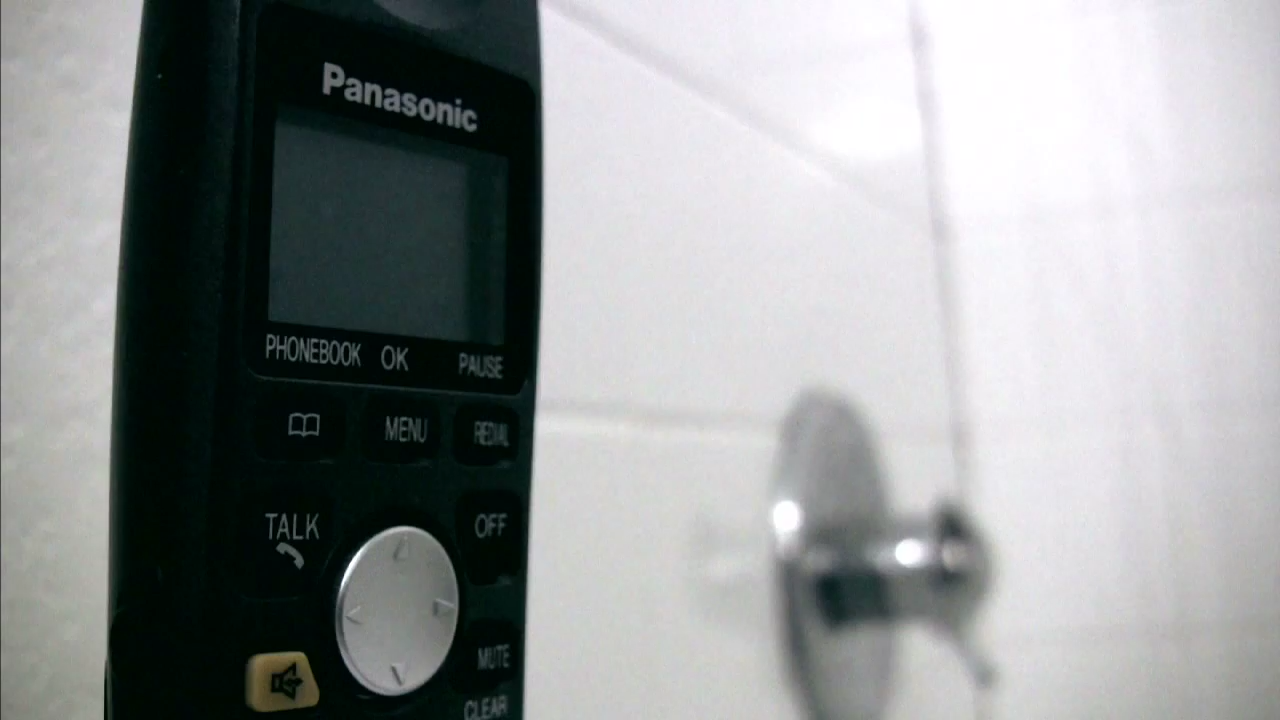 Panasonic
PHONEBOOK OK PAUSE
MENU REDIAL
TALK OFF
MUTE
CLEAR